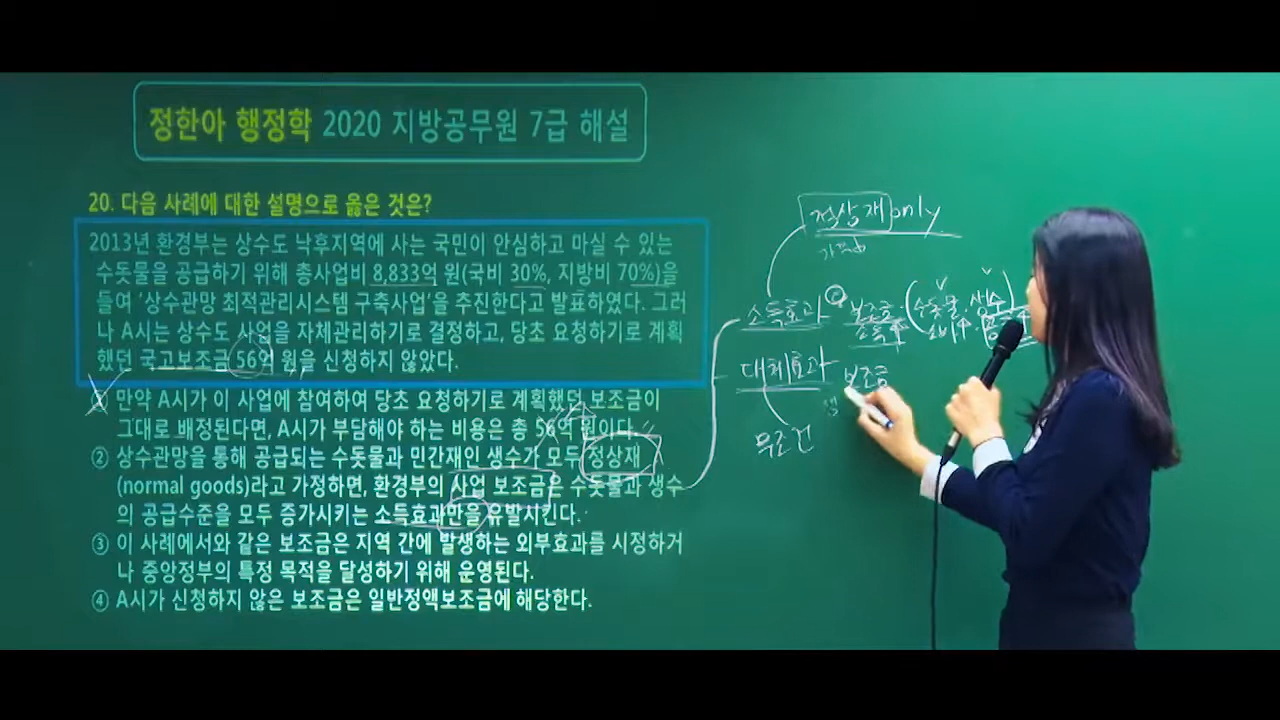 정한아 행정학 2020 지방공무원 7급 해설
20. 다음 사례에 대한 설명으로 옳은 것은?
2013년 환경부는 상수도 낙후지역에 사는 국민이 안심하고 마실 수 있는
수돗물을 공급하기 위해 총사업비 8,833억 원(국비 30%, 지방비 70%)을
들여 '상수관망 최적관리시스템 구축사업'을 추진한다고 발표하였다. 그러
나 A시는 상수도 사업을 자체관리하기로 결정하고, 당초 요청하기로 계획
했던 국고보조금 56억 원을 신청하지 않았다.
만약 A시가 이 사업에 참여하여 당초 요청하기로 계획했던 보조금이
그대로 배정된다면, A시가 부담해야 하는 비용은 총 56억 원이다.
② 상수관망을 통해 공급되는 수돗물과 민간재인 생수가 모두 정상재
(normal goods)라고 가정하면, 환경부의 사업 보조금은 수돗물과 생수
의 공급수준을 모두 증가시키는 소득효과만을 유발시킨다.
③ 이 사례에서와 같은 보조금은 지역 간에 발생하는 외부효과를 시정하거
나 중앙정부의 특정 목적을 달성하기 위해 운영된다.
④ A시가 신청하지 않은 보조금은 일반정액보조금에 해당한다.
정상재 only
소득효과 보조금 (수돗물, 생수)
소득
대체효과 보조금
무조건